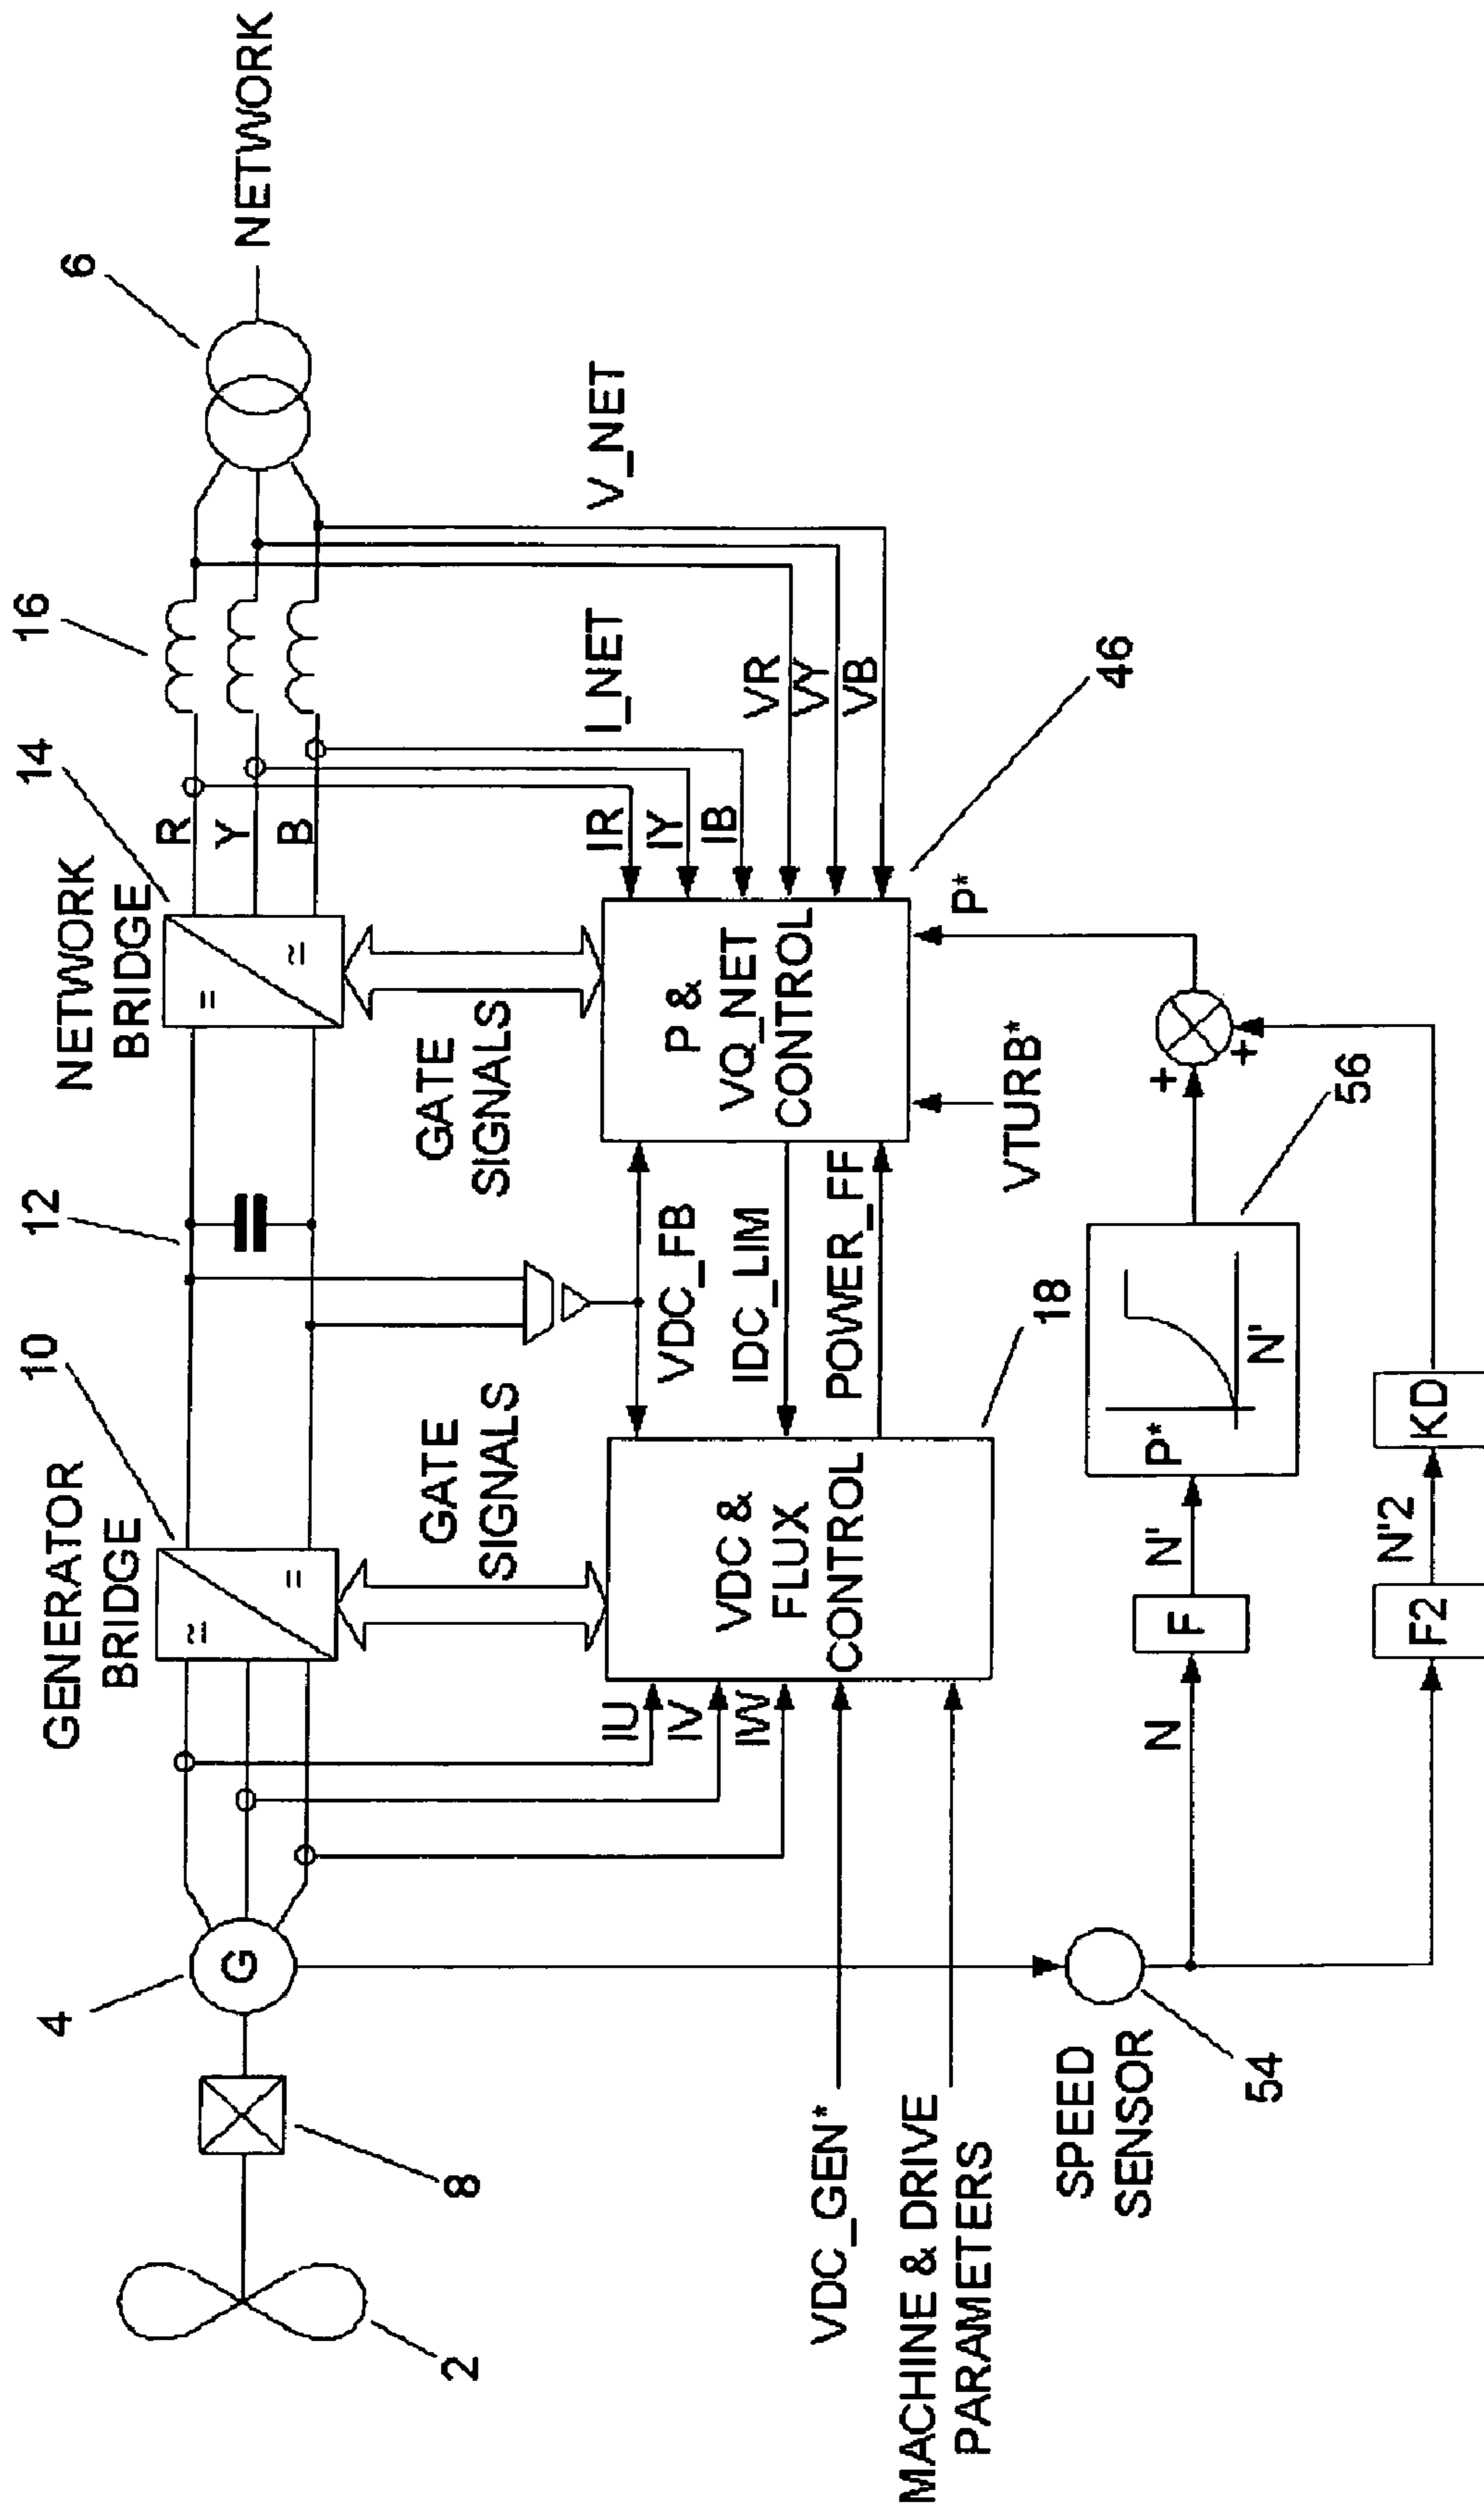 GENERATOR
BRIDGE
10
12
NETWORK
BRIDGE
14
16
6
NETWORK
4
G
8
2
≅
=
=
≅
R
Y
B
GATE
SIGNALS
GATE
SIGNALS
I_NET
V_NET
IU
IV
IW
VDC &
FLUX
CONTROL
VDC_FB
IDC_LIM
POWER_FF
P &
VQ_NET
CONTROL
IR
IY
IB
VR
VY
VB
46
VDC_GEN*
MACHINE & DRIVE
PARAMETERS
18
VTURB*
P*
SPEED
SENSOR
54
N
F
N'
P*
N'
56
+
+
F2
N'2
KD